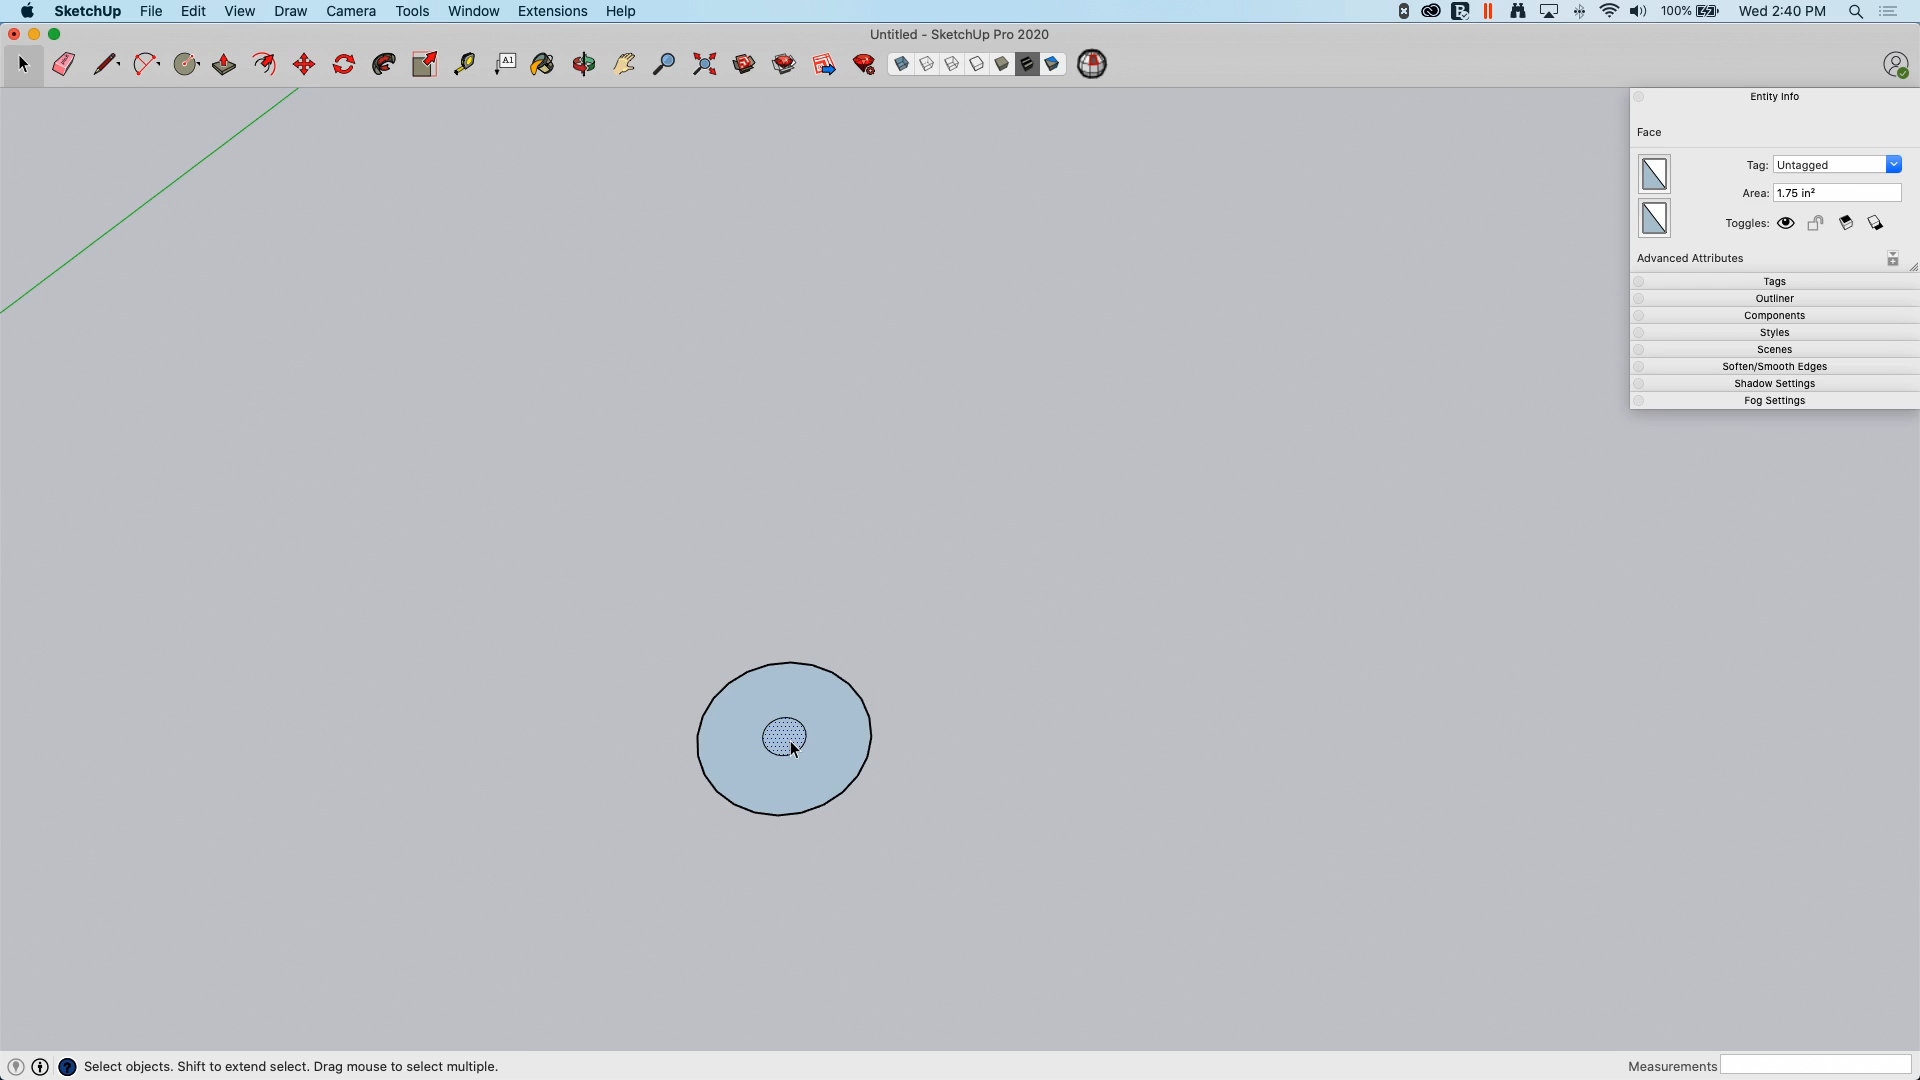 SketchUp File Edit View Draw Camera Tools Window Extensions Help 100% Wed 2:40 PM
Untitled - SketchUp Pro 2020
A1
Entity Info
Face
Tag: Untagged
Area: 1.75 in²
Toggles:
Advanced Attributes
Tags
Outliner
Components
Styles
Scenes
Soften/Smooth Edges
Shadow Settings
Fog Settings
? Select objects. Shift to extend select. Drag mouse to select multiple. Measurements